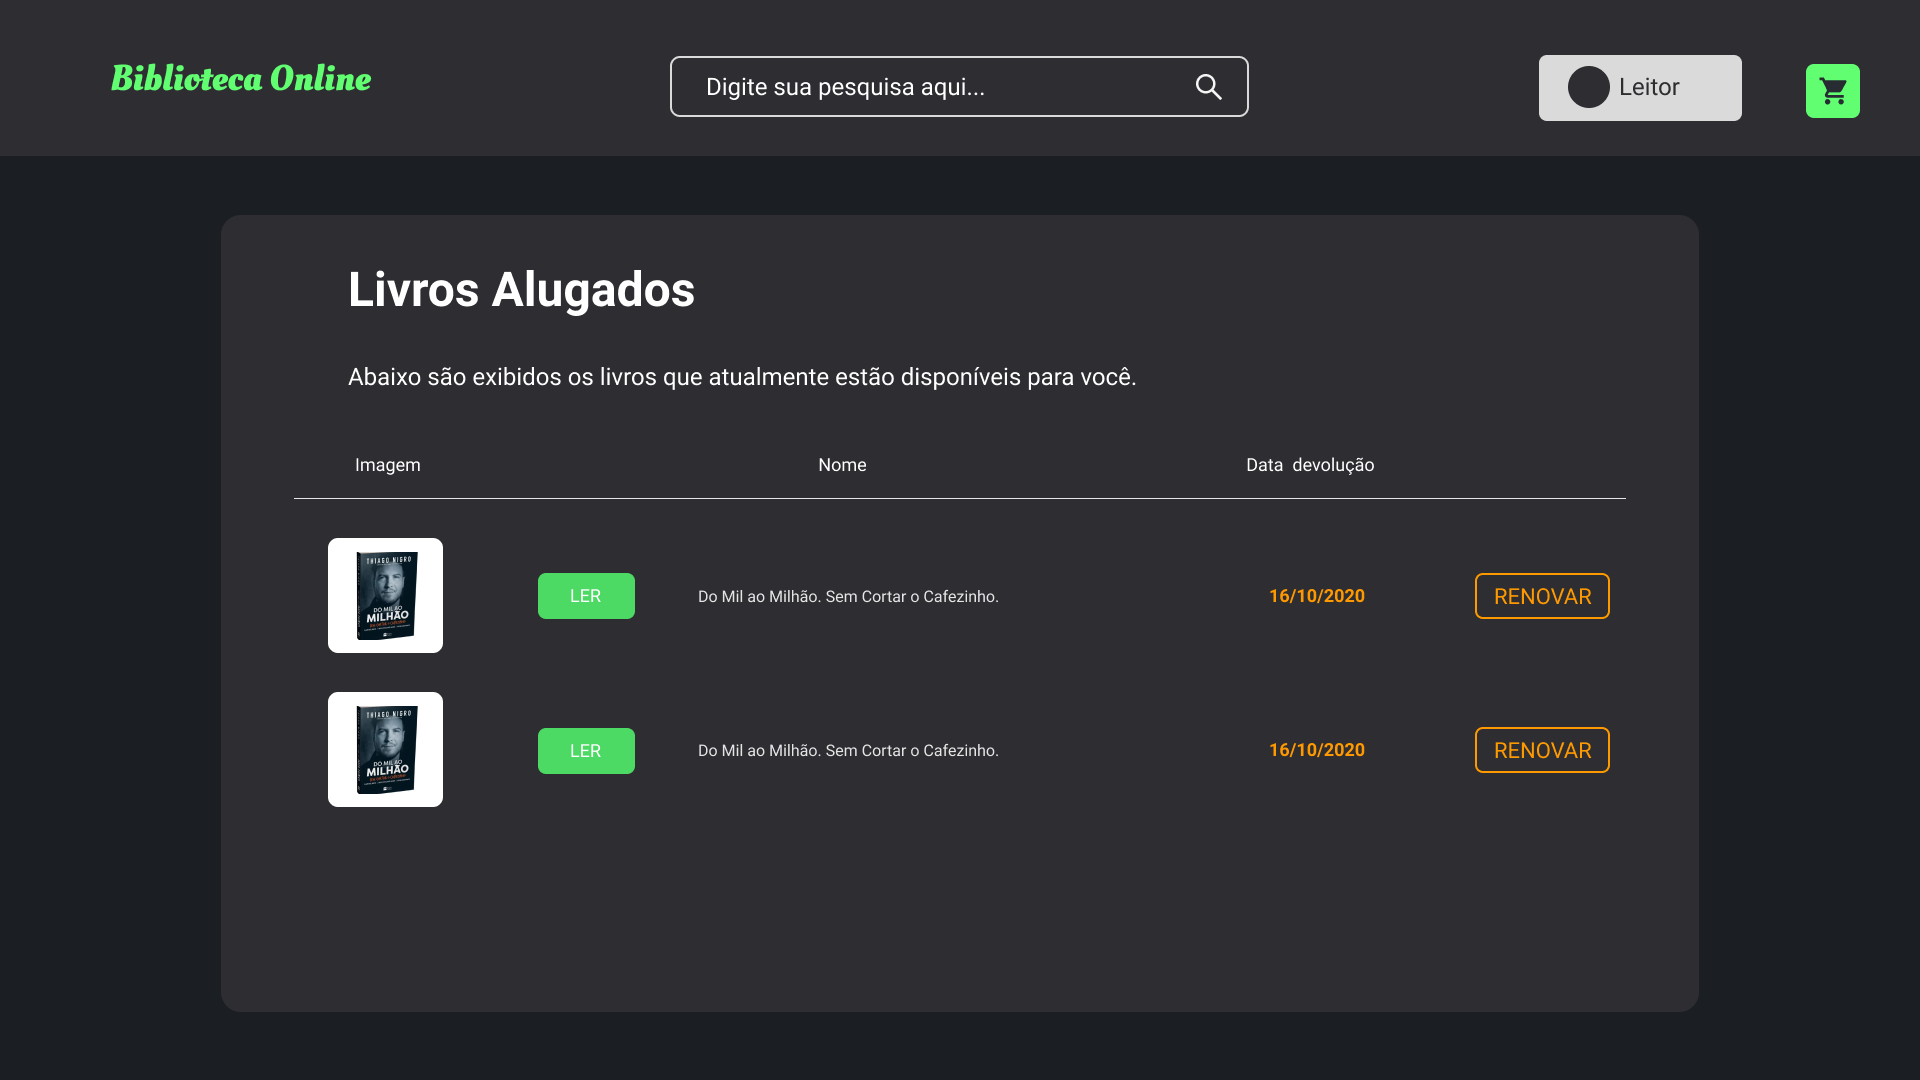 Biblioteca Online
Digite sua pesquisa aqui...
Leitor
Livros Alugados
Abaixo são exibidos os livros que atualmente estão disponíveis para você.
Imagem Nome Data devolução
THIAGO NIGRO
DO MIL AO
MILHÃO
LER
Do Mil ao Milhão. Sem Cortar o Cafezinho.
16/10/2020
RENOVAR
THIAGO NIGRO
DO MIL AO
MILHÃO
LER
Do Mil ao Milhão. Sem Cortar o Cafezinho.
16/10/2020
RENOVAR